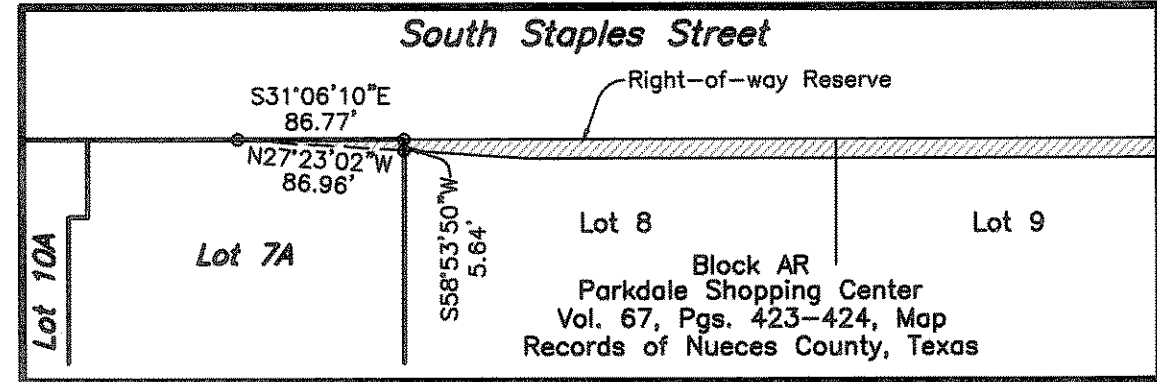 South Staples Street
Right-of-way Reserve
S31°06'10"E
86.77'
N27°23'02"W
86.96'
S58°53'50"W
5.64'
Lot 10A
Lot 7A
Lot 8
Lot 9
Block AR
Parkdale Shopping Center
Vol. 67, Pgs. 423-424, Map
Records of Nueces County, Texas